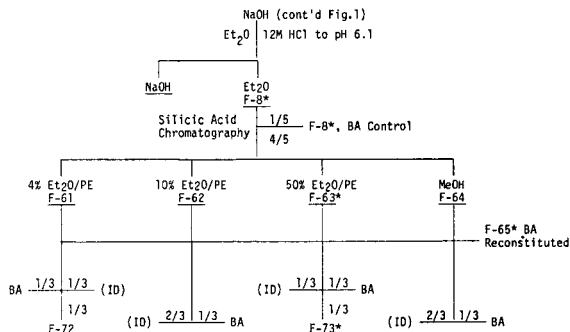 NaOH (cont'd Fig.1)
Et2O 12M HCl to pH 6.1
NaOH Et2O
F-8*
Silicic Acid
Chromatography
1/5
4/5
F-8*, BA Control
4% Et2O/PE 10% Et2O/PE 50% Et2O/PE MeOH
F-61 F-62 F-63* F-64
F-65* BA
Reconstituted
BA 1/3 1/3 (ID) (ID) 1/3 1/3 BA
1/3 (ID) 2/3 1/3 BA 1/3 (ID) 2/3 1/3 BA
F-72 F-73*